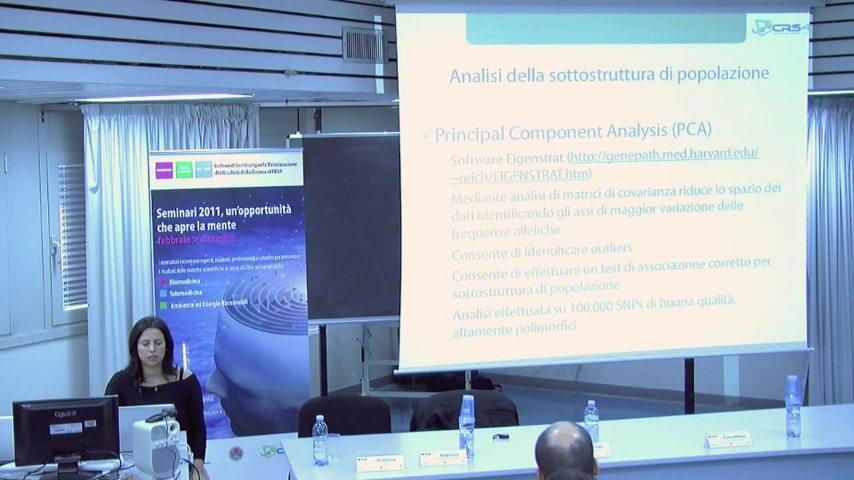 CRS4
Analisi della sottostruttura di popolazione
Principal Component Analysis (PCA)
Software Eigenstrat (http://genepath.med.harvard.edu/
~reich/EIGENSTRAT.htm)
Mediante analisi di matrici di covarianza riduce lo spazio dei
dati identificando gli assi di maggior variazione delle
frequenze alleliche
Consente di identificare outliers
Consente di effettuare un test di associazione corretto per
sottostruttura di popolazione
Analisi effettuata su 100,000 SNPs di buona qualità,
altamente polimorfici
Seminari 2011, un'opportunità
che apre la mente
febbraio > dicembre
Biomedicina
Telemedicina
Ambiente ed Energie Rinnovabili